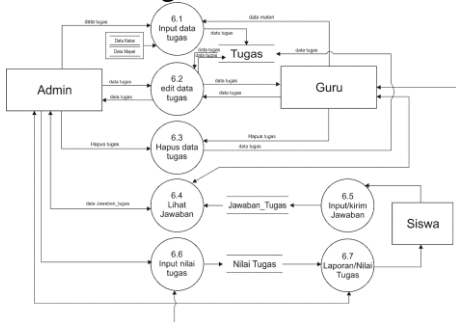 6.1
Input data
tugas
data tugas
data materi
data tugas
Data Kelas
Data Mapel
data tugas
data tugas
Tugas
data tugas
Admin
data tugas
data tugas
6.2
edit data
tugas
data tugas
data tugas
Guru
Hapus tugas
6.3
Hapus data
tugas
Hapus tugas
data tugas
data Jawaban_tugas
6.4
Lihat
Jawaban
Jawaban_Tugas
6.5
Input/kirim
Jawaban
Siswa
6.6
Input nilai
tugas
Nilai Tugas
6.7
Laporan/Nilai
Tugas